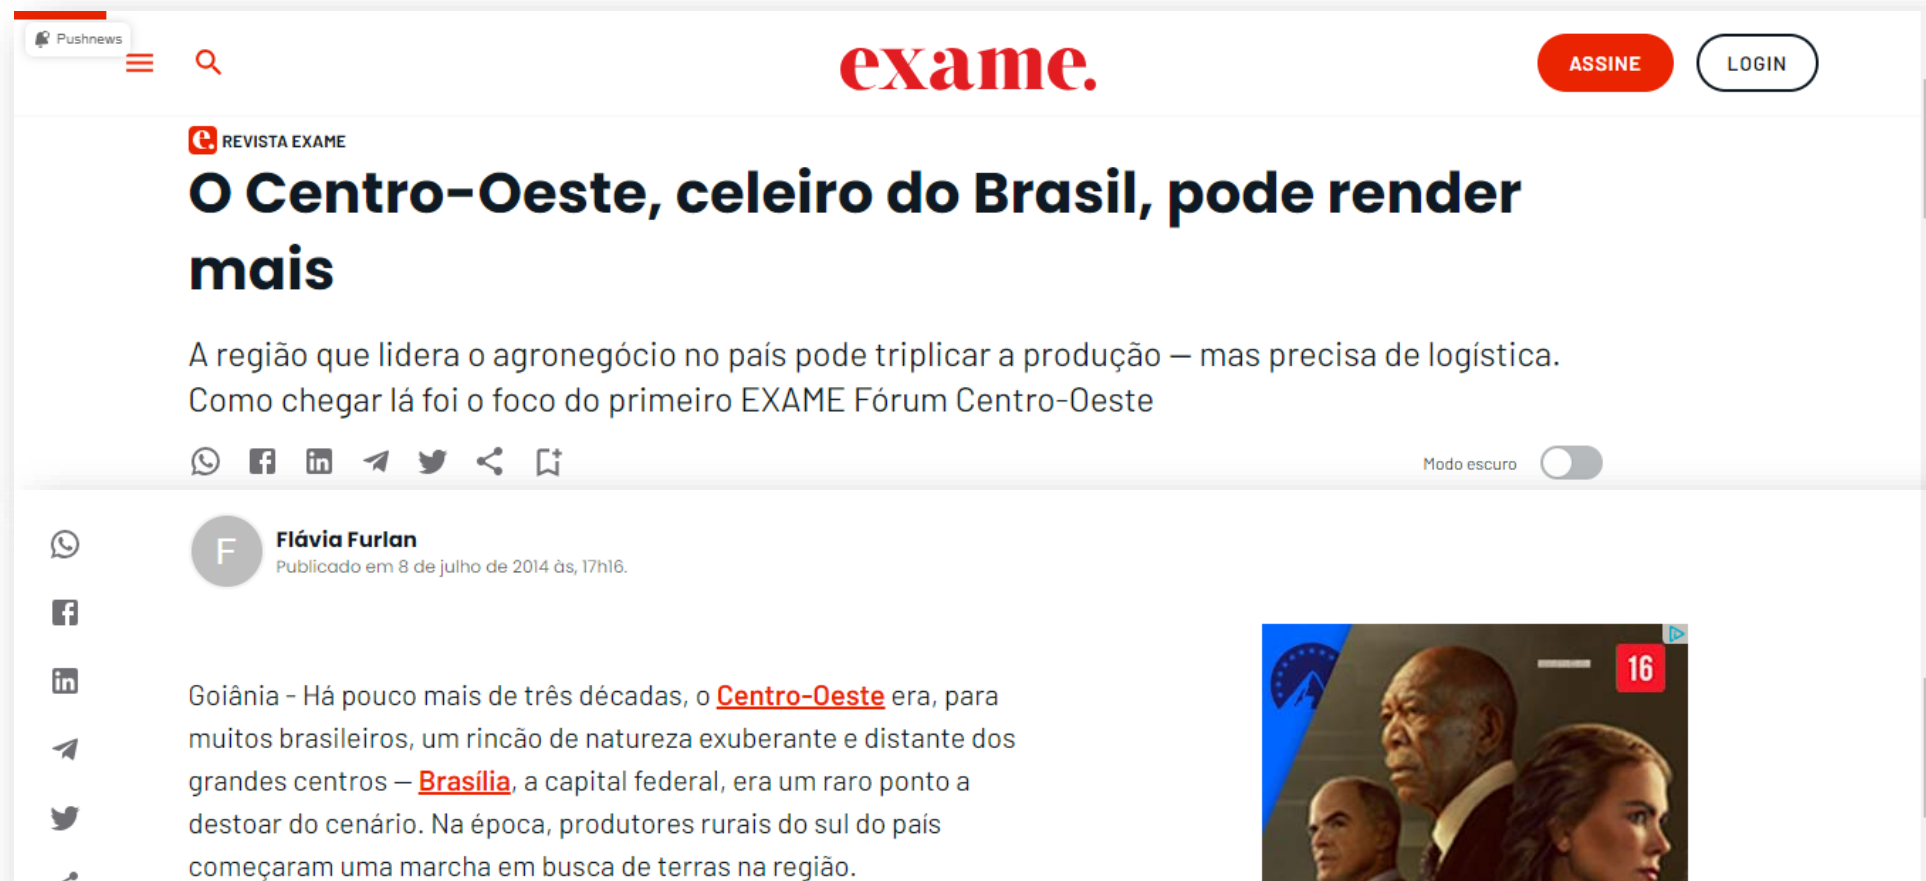 Pushnews
exame.
ASSINE
LOGIN
e. REVISTA EXAME
O Centro-Oeste, celeiro do Brasil, pode render
mais
A região que lidera o agronegócio no país pode triplicar a produção — mas precisa de logística.
Como chegar lá foi o foco do primeiro EXAME Fórum Centro-Oeste
Modo escuro
F
Flávia Furlan
Publicado em 8 de julho de 2014 às, 17h16.
16
Goiânia - Há pouco mais de três décadas, o Centro-Oeste era, para
muitos brasileiros, um rincão de natureza exuberante e distante dos
grandes centros — Brasília, a capital federal, era um raro ponto a
destoar do cenário. Na época, produtores rurais do sul do país
começaram uma marcha em busca de terras na região.